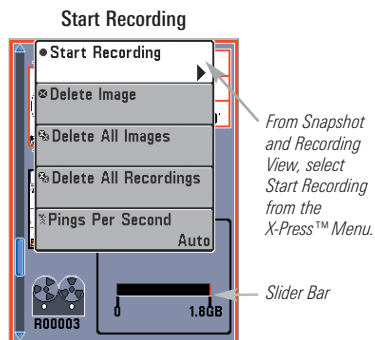 Start Recording
Start Recording
Delete Image
Delete All Images
Delete All Recordings
Pings Per Second
Auto
From Snapshot
and Recording
View, select
Start Recording
from the
X-Press™ Menu.
Slider Bar
R00003
0
1.8GB